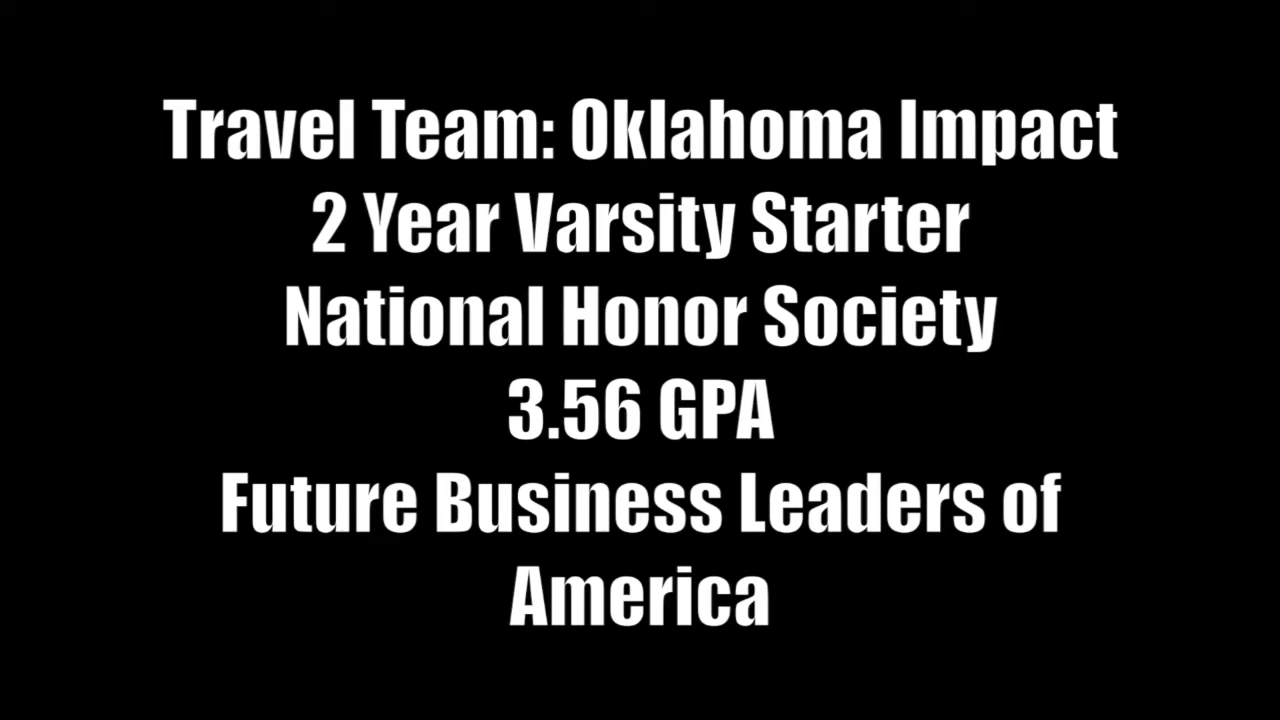 Travel Team: Oklahoma Impact
2 Year Varsity Starter
National Honor Society
3.56 GPA
Future Business Leaders of
America